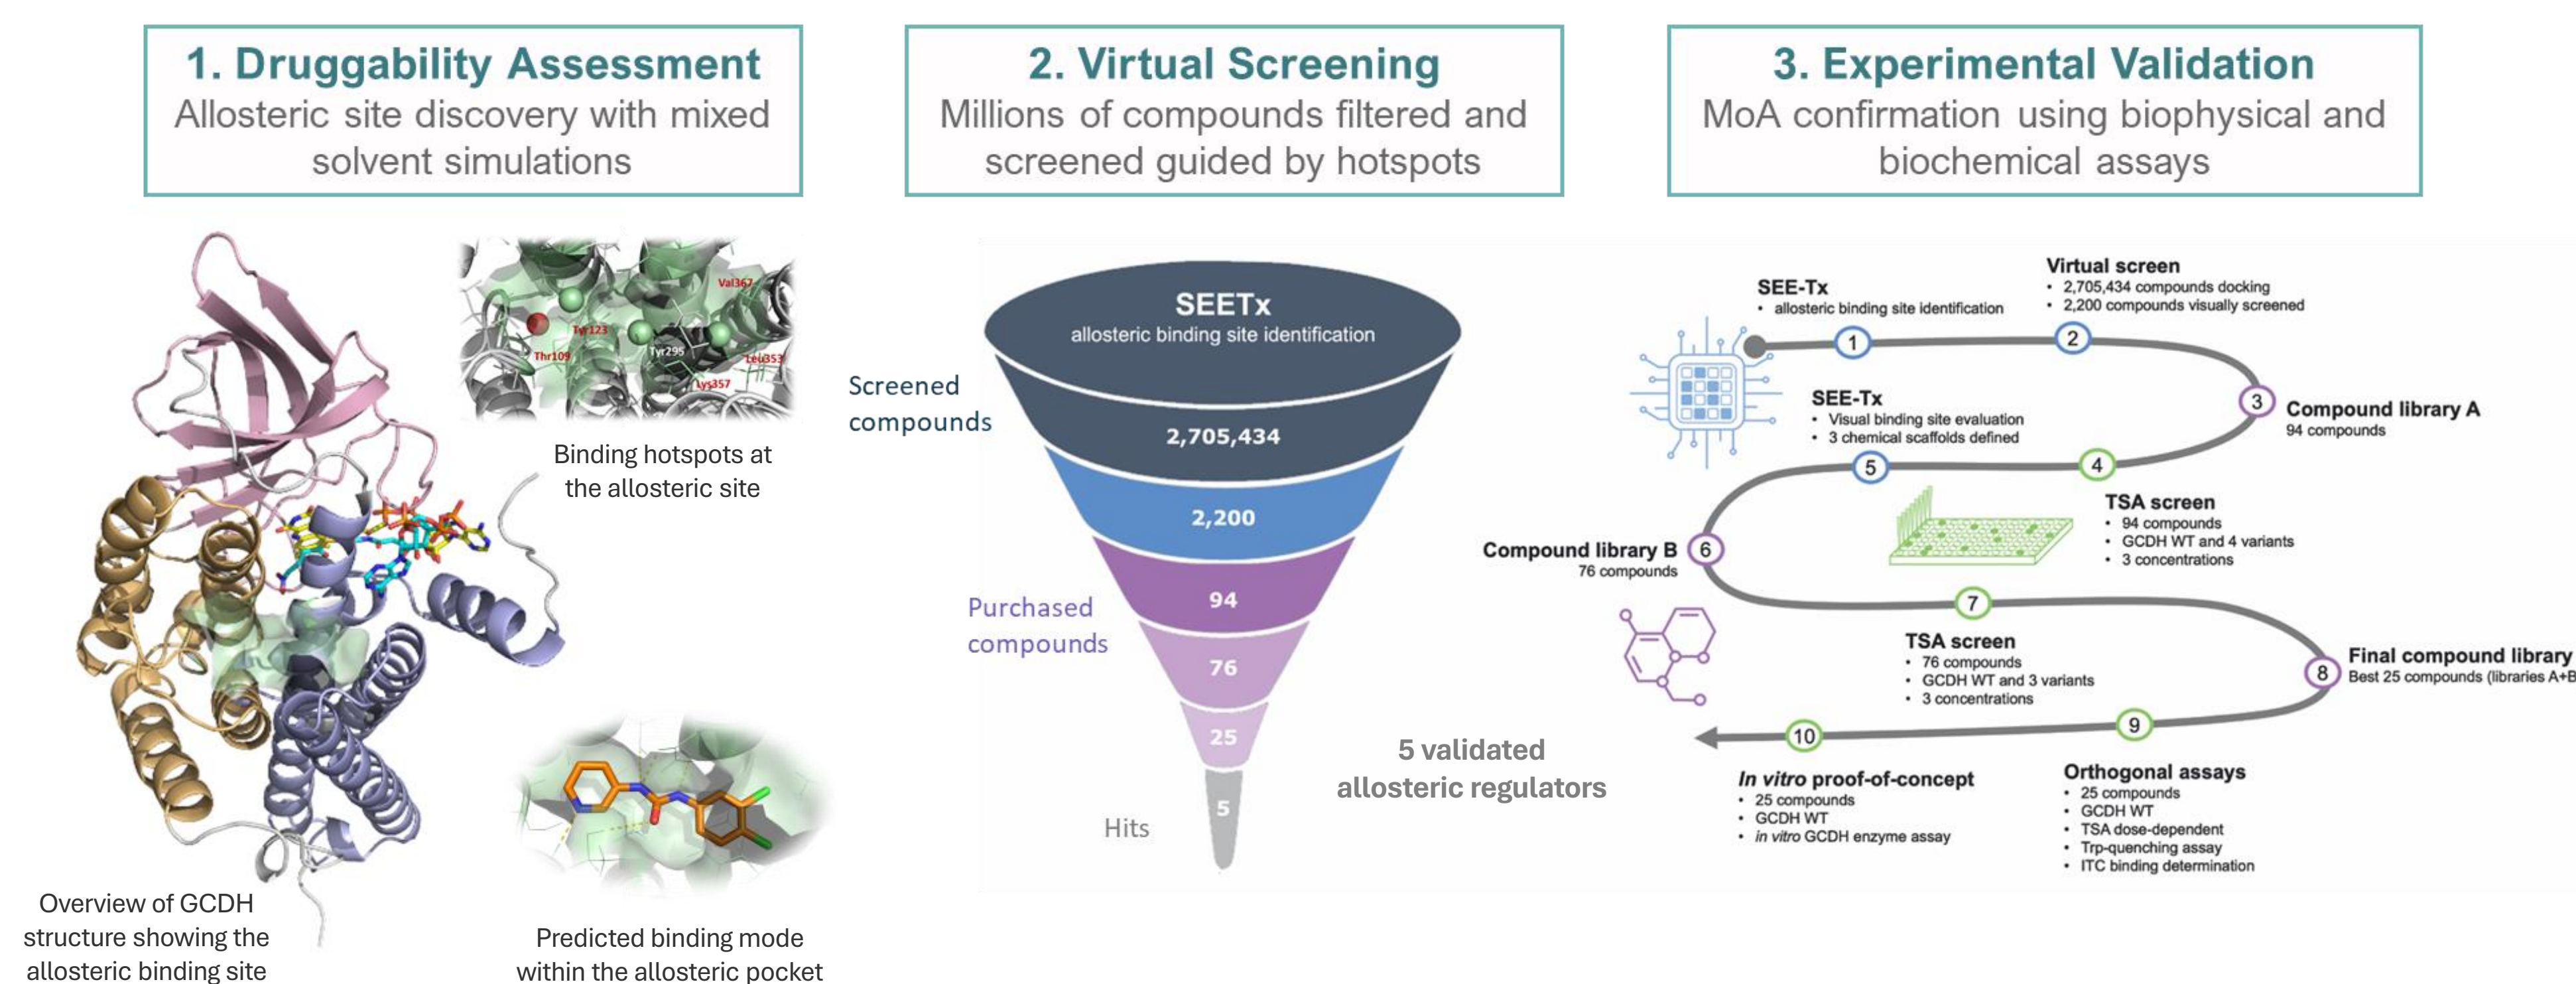 1. Druggability Assessment
Allosteric site discovery with mixed
solvent simulations
2. Virtual Screening
Millions of compounds filtered and
screened guided by hotspots
3. Experimental Validation
MoA confirmation using biophysical and
biochemical assays
Val367
Tyr123
Thr109
Tyr295
Leu353
Lys357
Binding hotspots at
the allosteric site
Overview of GCDH
structure showing the
allosteric binding site
Predicted binding mode
within the allosteric pocket
SEETx
allosteric binding site identification
Screened
compounds
2,705,434
2,200
94
Purchased
compounds
76
25
5
Hits
5 validated
allosteric regulators
SEE-Tx
• allosteric binding site identification
1
Virtual screen
• 2,705,434 compounds docking
• 2,200 compounds visually screened
2
3
Compound library A
94 compounds
4
TSA screen
• 94 compounds
• GCDH WT and 4 variants
• 3 concentrations
SEE-Tx
• Visual binding site evaluation
• 3 chemical scaffolds defined
5
Compound library B
76 compounds
6
7
TSA screen
• 76 compounds
• GCDH WT and 3 variants
• 3 concentrations
8
Final compound library
Best 25 compounds (libraries A+B
9
Orthogonal assays
• 25 compounds
• GCDH WT
• TSA dose-dependent
• Trp-quenching assay
• ITC binding determination
10
In vitro proof-of-concept
• 25 compounds
• GCDH WT
• in vitro GCDH enzyme assay